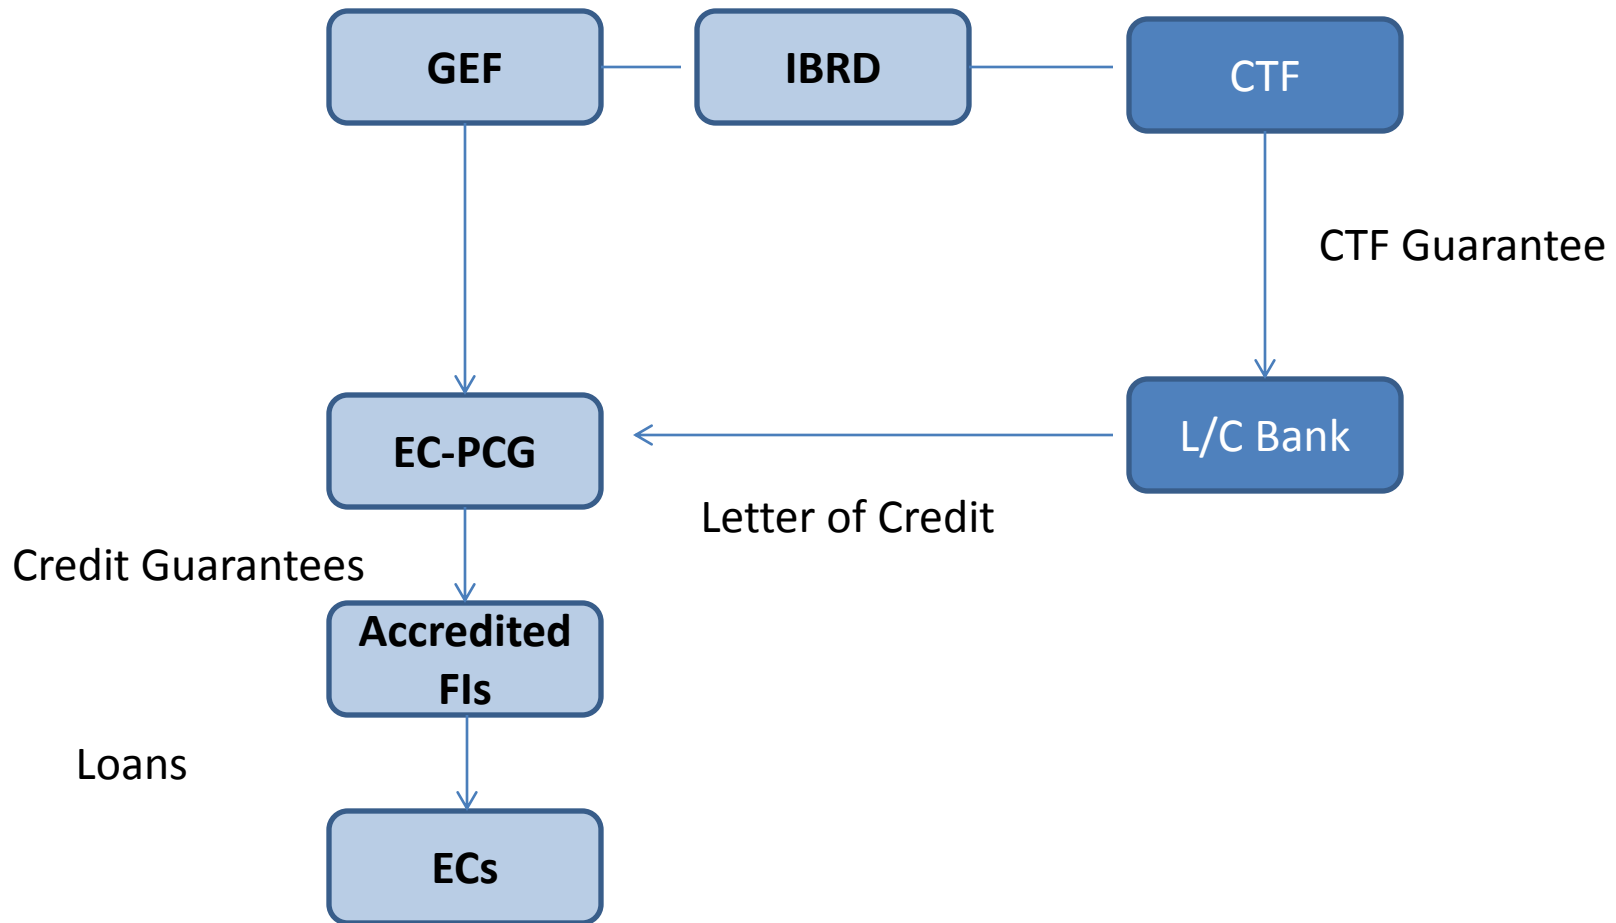 GEF
IBRD
CTF
CTF Guarantee
EC-PCG
L/C Bank
Letter of Credit
Credit Guarantees
Accredited
FIs
Loans
ECs